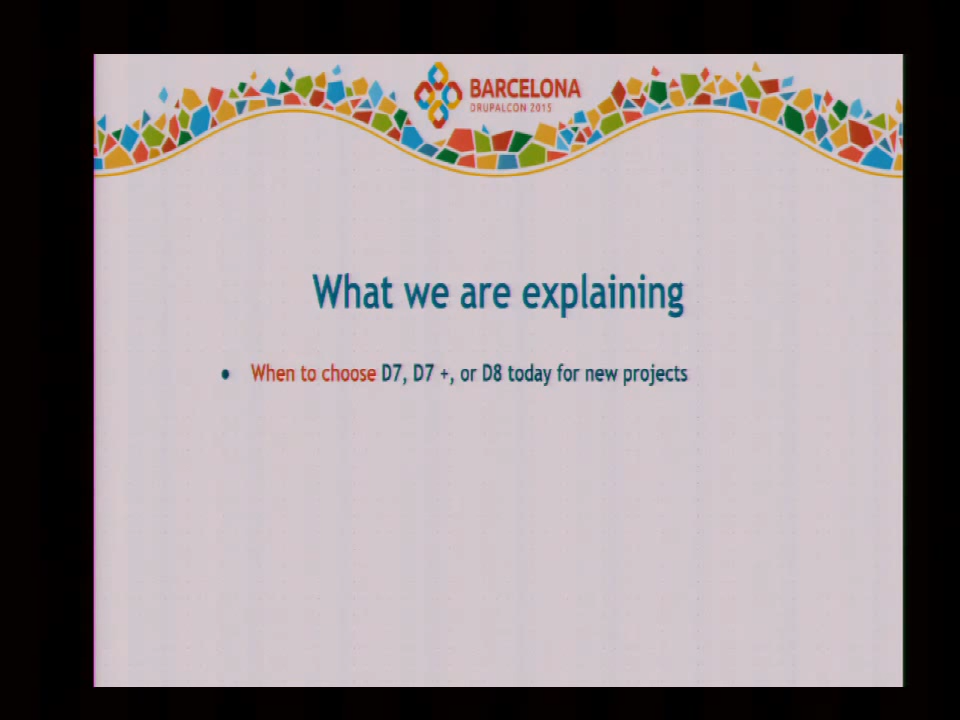 BARCELONA
DRUPALCON 2015
What we are explaining
• When to choose D7, D7 +, or D8 today for new projects